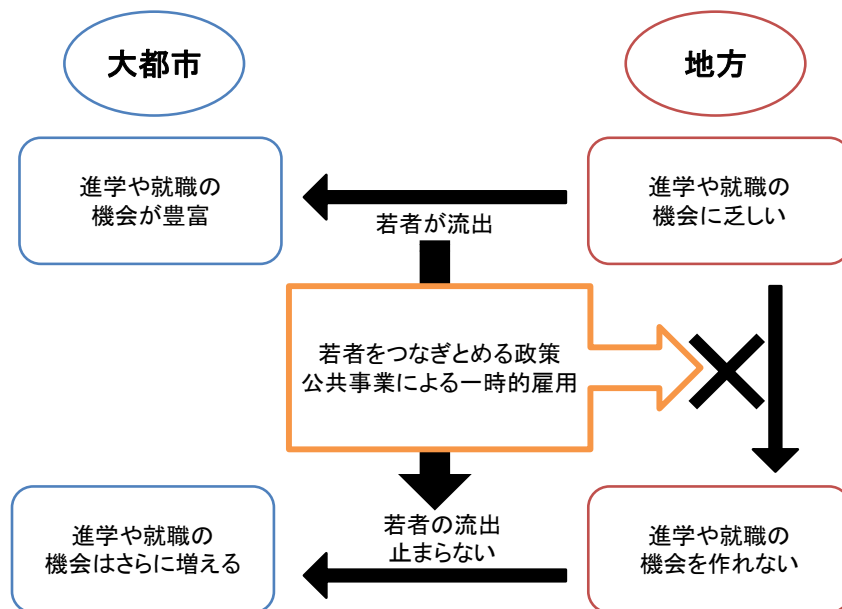 大都市
地方
進学や就職の
機会が豊富
若者が流出
進学や就職の
機会に乏しい
若者をつなぎとめる政策
公共事業による一時的雇用
進学や就職の
機会はさらに増える
若者の流出
止まらない
進学や就職の
機会を作れない